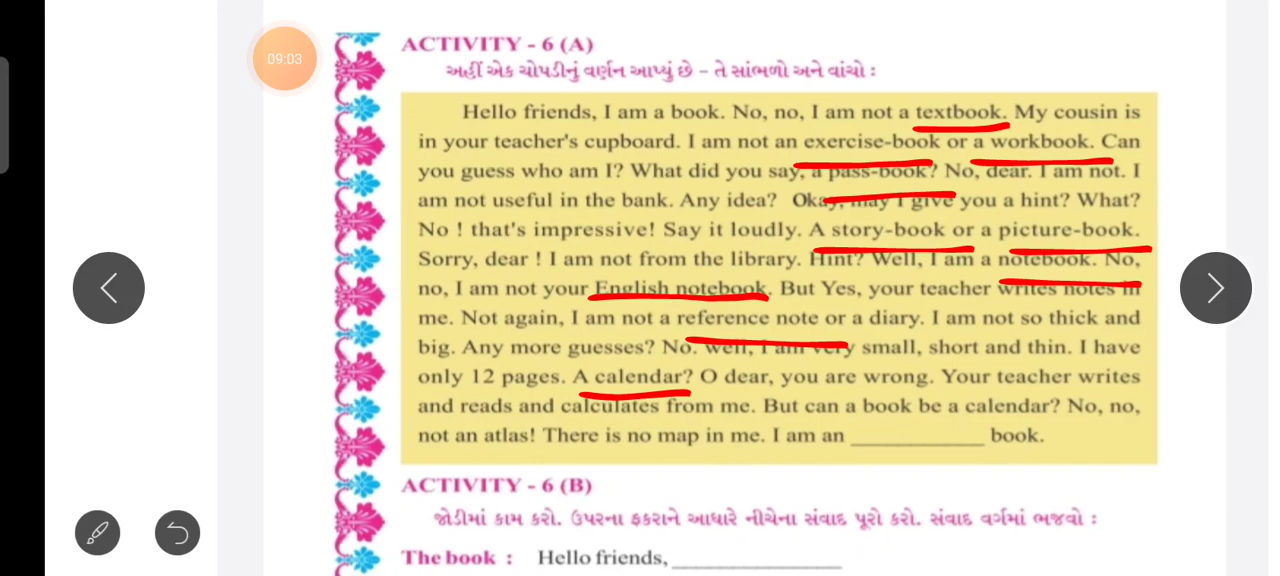 09:03
ACTIVITY - 6 (A)
અહીં એક ચોપડીનું વર્ણન આપ્યું છે – તે સાંભળો અને વાંચો :
Hello friends, I am a book. No, no, I am not a textbook. My cousin is
in your teacher's cupboard. I am not an exercise-book or a workbook. Can
you guess who am I? What did you say, a pass-book? No, dear. I am not. I
am not useful in the bank. Any idea? Okay, may I give you a hint? What?
No ! that's impressive! Say it loudly. A story-book or a picture-book.
Sorry, dear ! I am not from the library. Hint? Well, I am a notebook. No,
no, I am not your English notebook. But Yes, your teacher writes notes in
me. Not again, I am not a reference note or a diary. I am not so thick and
big. Any more guesses? No. well, I am very small, short and thin. I have
only 12 pages. A calendar? O dear, you are wrong. Your teacher writes
and reads and calculates from me. But can a book be a calendar? No, no,
not an atlas! There is no map in me. I am an ____________ book.
ACTIVITY - 6 (B)
જોડીમાં કામ કરો. ઉપરના ફકરાને આધારે નીચેના સંવાદ પૂરો કરો. સંવાદ વર્ગમાં ભજવો :
The book : Hello friends, _______________